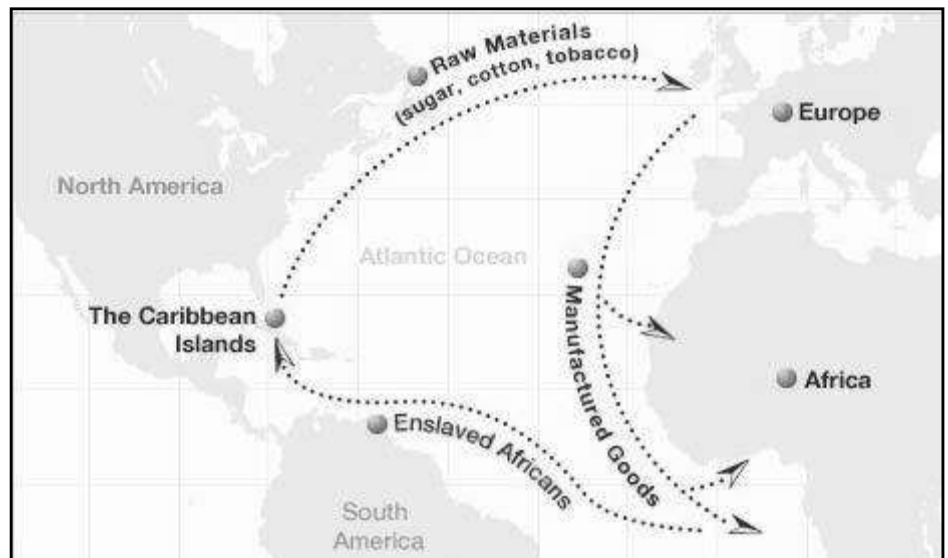 Raw Materials
(sugar, cotton, tobacco)
Europe
North America
Atlantic Ocean
The Caribbean
Islands
Manufactured Goods
Africa
Enslaved Africans
South
America